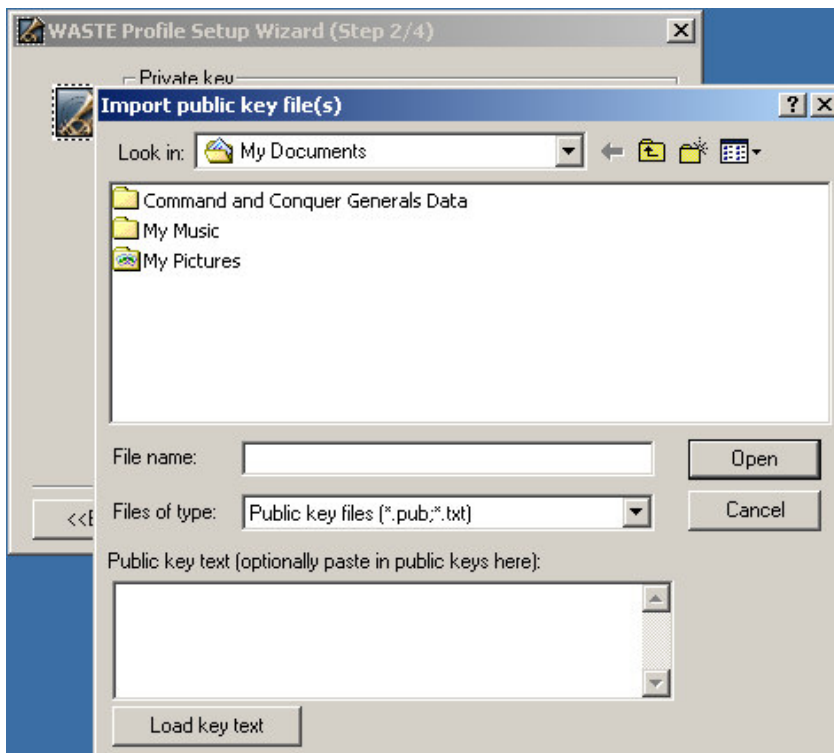 WASTE Profile Setup Wizard (Step 2/4)
Private key
Import public key file(s)
Look in: My Documents
Command and Conquer Generals Data
My Music
My Pictures
File name:
Open
Files of type: Public key files (*.pub;*.txt)
Cancel
<<
Public key text (optionally paste in public keys here):
Load key text